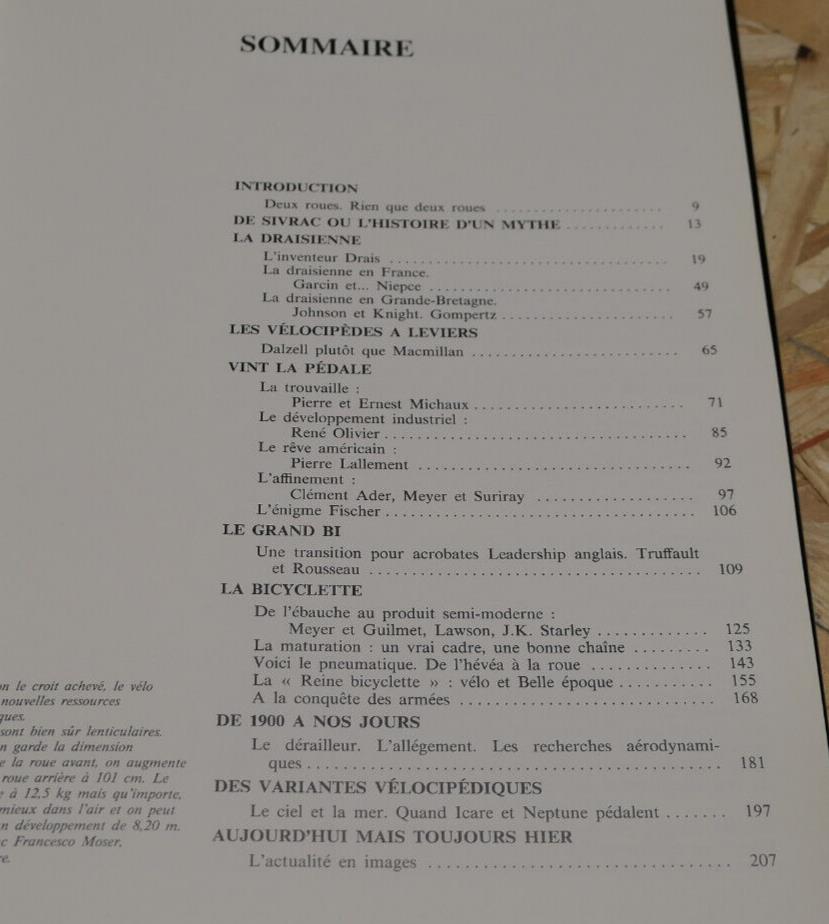 SOMMAIRE
INTRODUCTION
Deux roues. Rien que deux roues ........................ 9
DE SIVRAC OU L'HISTOIRE D'UN MYTHE ............. 13
LA DRAISIENNE
L'inventeur Drais ........................................ 19
La draisienne en France.
Garcin et... Niepce ................................... 49
La draisienne en Grande-Bretagne.
Johnson et Knight. Gompertz ........................ 57
LES VÉLOCIPÈDES A LEVIERS
Dalzell plutôt que Macmillan ............................ 65
VINT LA PÉDALE
La trouvaille :
Pierre et Ernest Michaux ............................ 71
Le développement industriel :
René Olivier ........................................ 85
Le rêve américain :
Pierre Lallement .................................... 92
L'affinement :
Clément Ader, Meyer et Suriray ..................... 97
L'énigme Fischer ....................................... 106
LE GRAND BI
Une transition pour acrobates Leadership anglais. Truffault
et Rousseau ......................................... 109
LA BICYCLETTE
De l'ébauche au produit semi-moderne :
Meyer et Guilmet, Lawson, J.K. Starley ............. 125
La maturation : un vrai cadre, une bonne chaîne ......... 133
Voici le pneumatique. De l'hévéa à la roue ............. 143
La « Reine bicyclette » : vélo et Belle époque ........... 155
A la conquête des armées ............................... 168
DE 1900 A NOS JOURS
Le dérailleur. L'allégement. Les recherches aérodynami-
ques ................................................ 181
DES VARIANTES VÉLOCIPÉDIQUES
Le ciel et la mer. Quand Icare et Neptune pédalent ....... 197
AUJOURD'HUI MAIS TOUJOURS HIER
L'actualité en images ................................. 207
le croit achevé, le vélo
nouvelles ressources
sont bien sûr lenticulaires.
garde la dimension
la roue avant, on augmente
roue arrière à 101 cm. Le
à 12,5 kg mais qu'importe,
mieux dans l'air et on peut
développement de 8,20 m.
Francesco Moser,